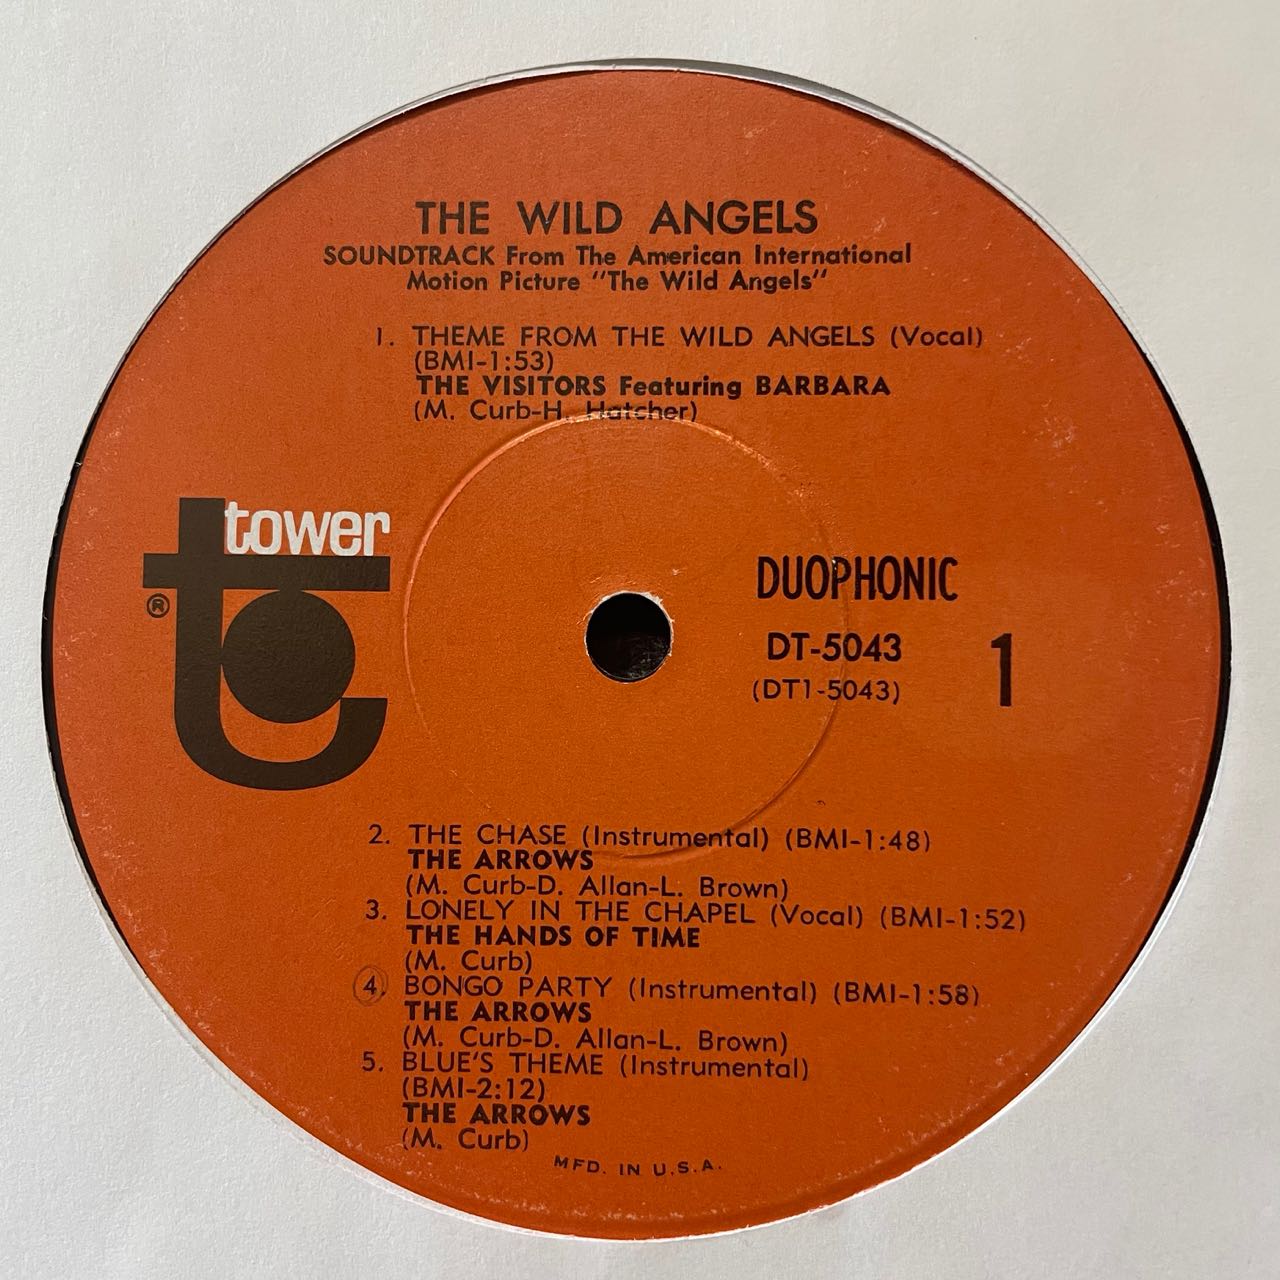 THE WILD ANGELS
SOUNDTRACK From The American International
Motion Picture "The Wild Angels"
1. THEME FROM THE WILD ANGELS (Vocal)
(BMI-1:53)
THE VISITORS Featuring BARBARA
(M. Curb-H. Hatcher)
tower
®
DUOPHONIC
DT-5043
(DT1-5043)
1
2. THE CHASE (Instrumental) (BMI-1:48)
THE ARROWS
(M. Curb-D. Allan-L. Brown)
3. LONELY IN THE CHAPEL (Vocal) (BMI-1:52)
THE HANDS OF TIME
(M. Curb)
4. BONGO PARTY (Instrumental) (BMI-1:58)
THE ARROWS
(M. Curb-D. Allan-L. Brown)
5. BLUE'S THEME (Instrumental)
(BMI-2:12)
THE ARROWS
(M. Curb)
MFD. IN U.S.A.